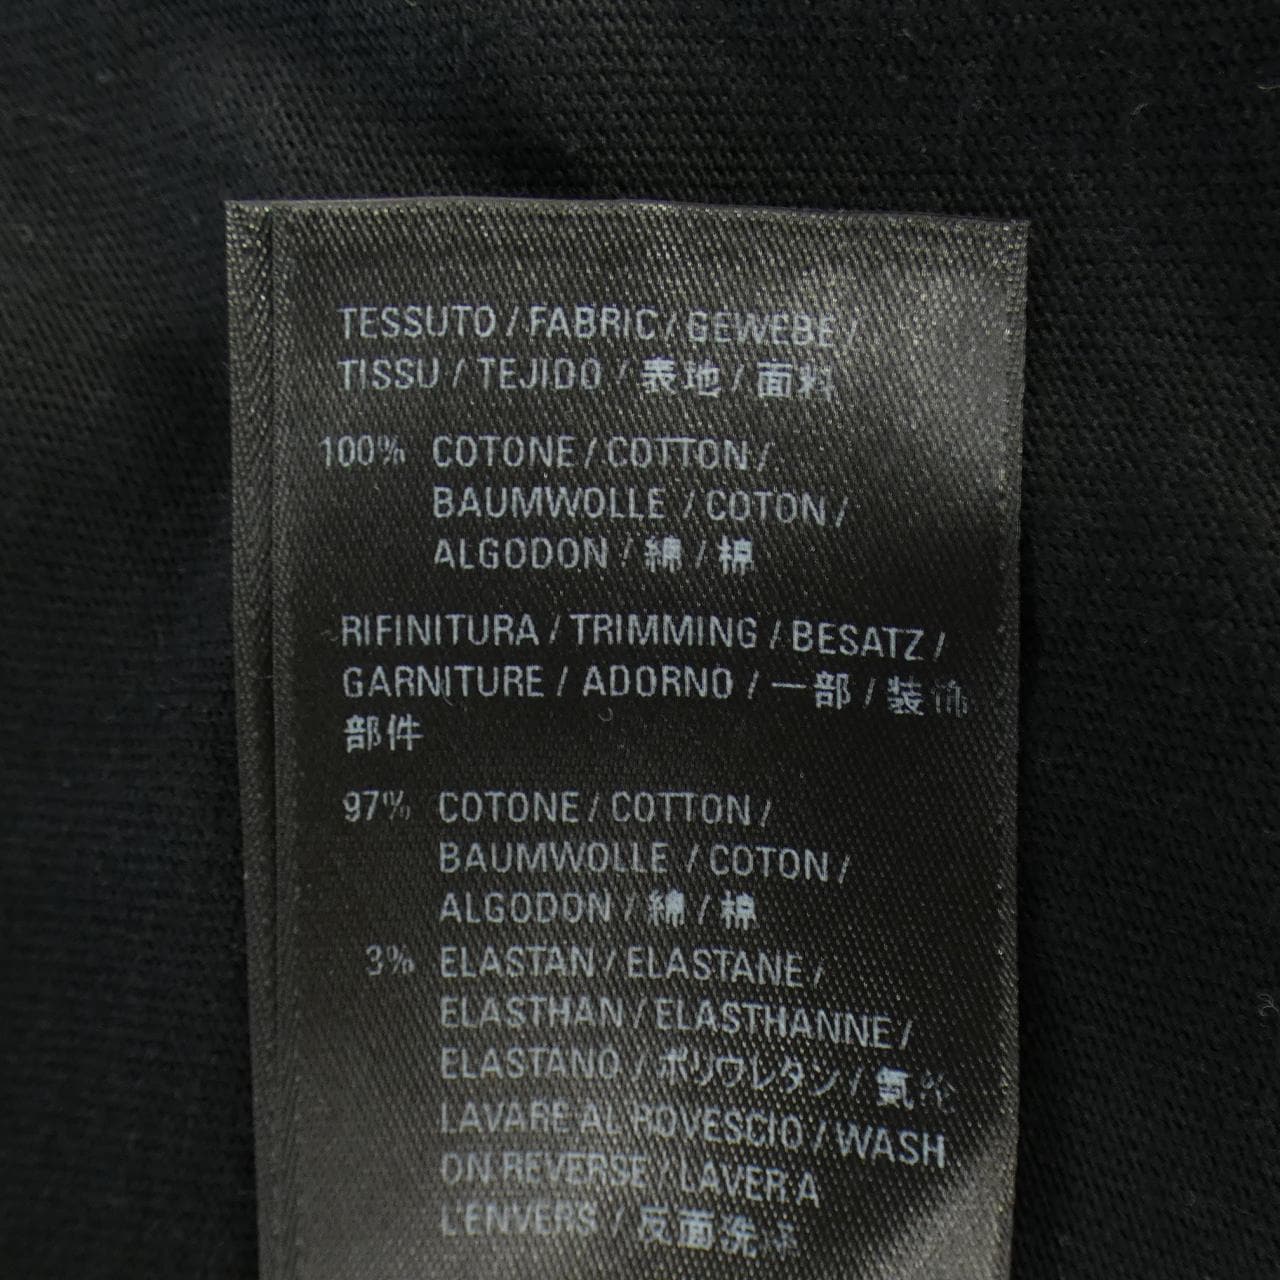 TESSUTO / FABRIC / GEWEBE /
TISSU / TEJIDO / 表地 / 面料
100% COTONE / COTTON /
BAUMWOLLE / COTON /
ALGODON / 綿 / 棉
RIFINITURA / TRIMMING / BESATZ /
GARNITURE / ADORNO / 一部 / 装饰
部件
97% COTONE / COTTON /
BAUMWOLLE / COTON /
ALGODON / 綿 / 棉
3% ELASTAN / ELASTANE /
ELASTHAN / ELASTHANNE /
ELASTANO / ポリウレタン / 氨纶
LAVARE AL ROVESCIO / WASH
ON REVERSE / LAVER A
L'ENVERS / 反面洗涤